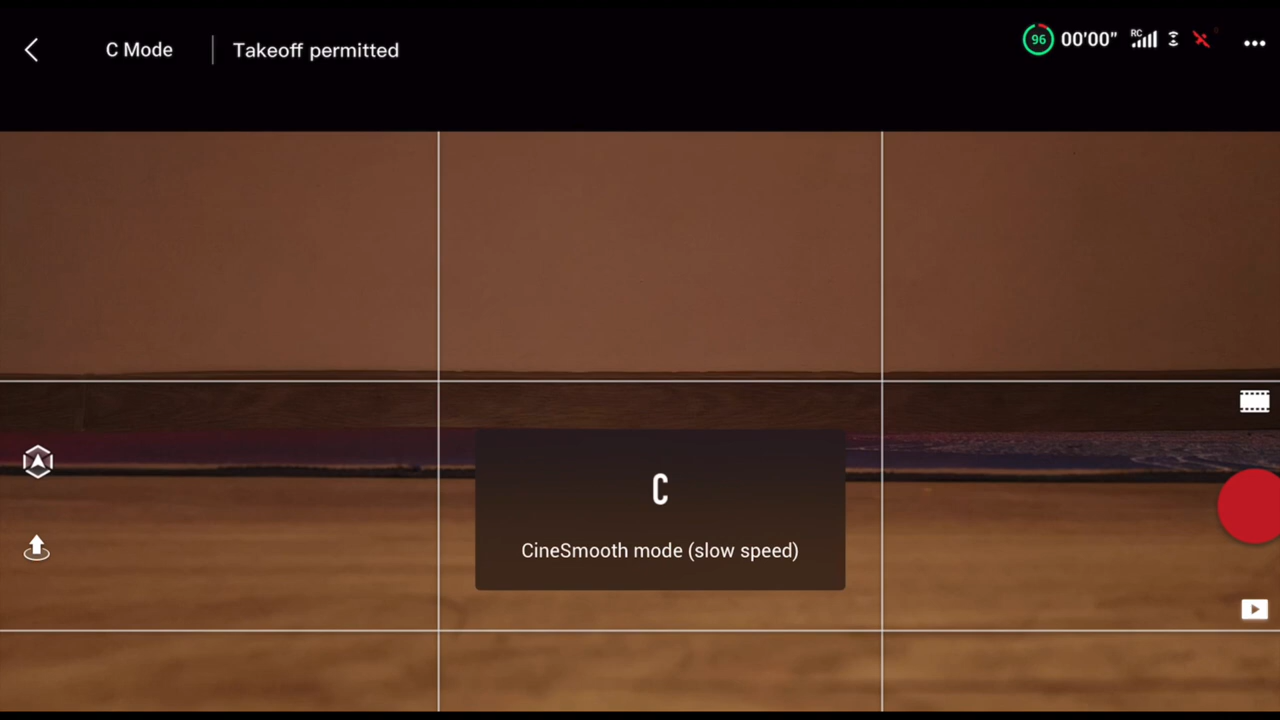 C Mode
Takeoff permitted
96
00'00"
RC
C
CineSmooth mode (slow speed)